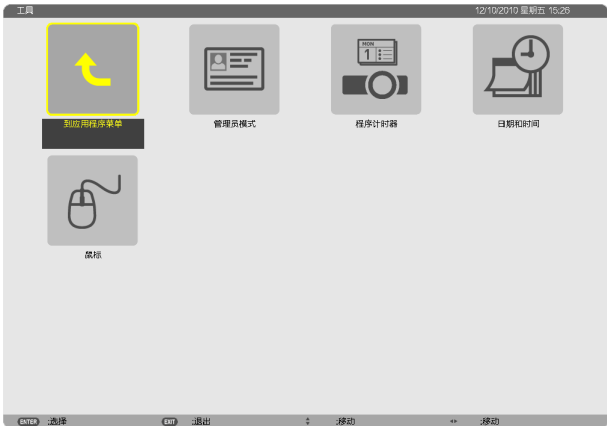 工具 12/10/2010 星期五 15:26
MON
1
到应用程序菜单 管理员模式 程序计时器 日期和时间
鼠标
ENTER :选择 EXIT :退出 :移动 :移动